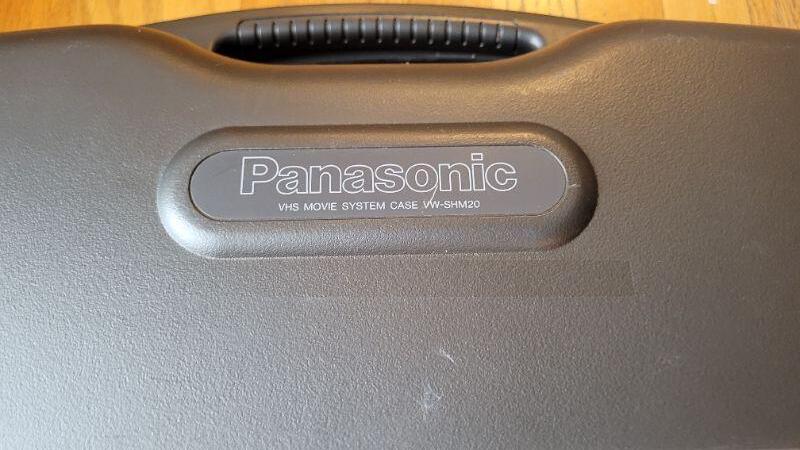 Panasonic
VHS MOVIE SYSTEM CASE VW-SHM20